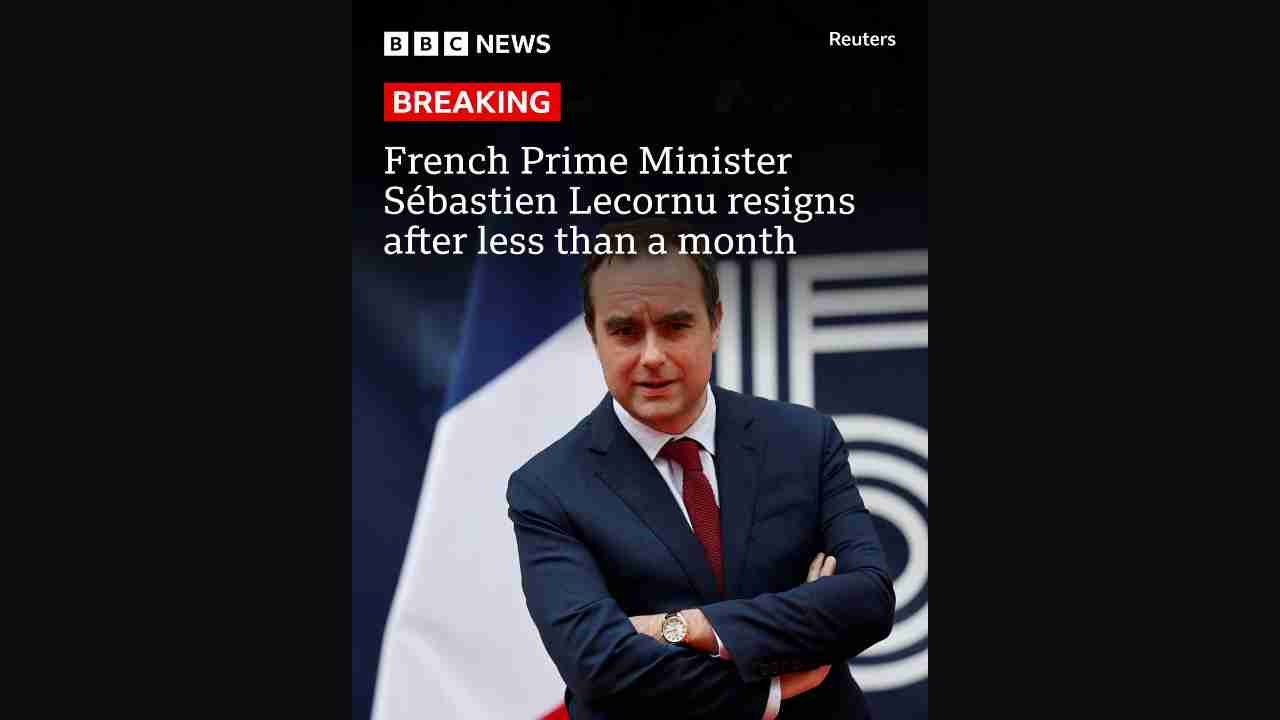 BBC NEWS
Reuters
BREAKING
French Prime Minister
Sébastien Lecornu resigns
after less than a month